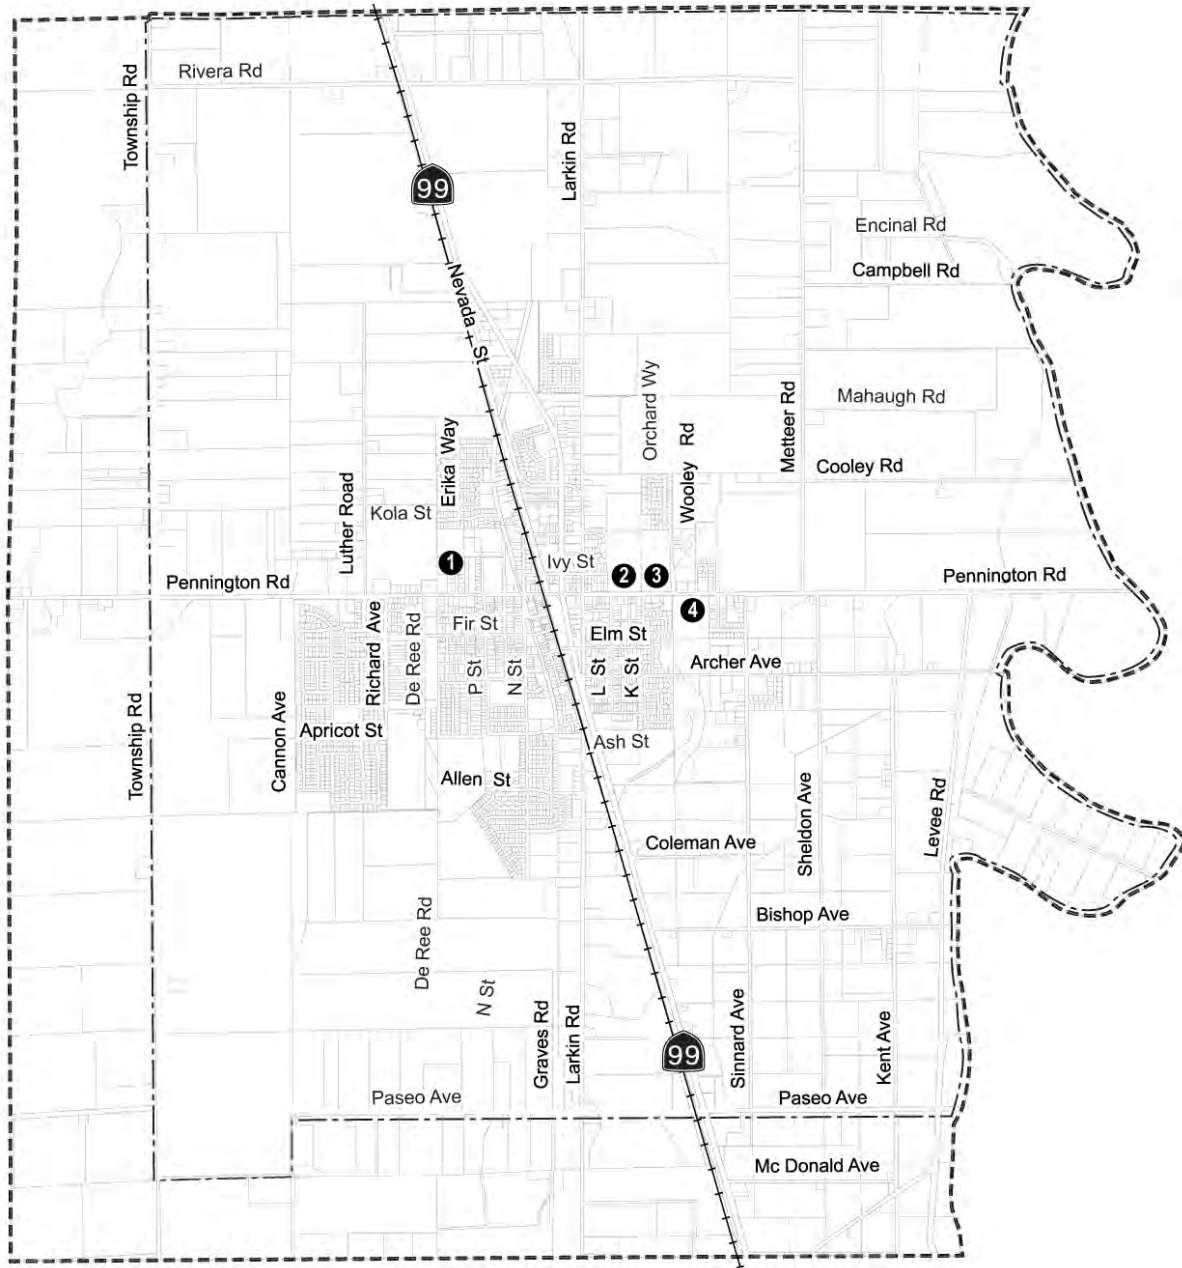 Rivera Rd
Township Rd
Larkin Rd
99
Encinal Rd
Campbell Rd
Nevada St
Orchard Wy
Mahaugh Rd
Metteer Rd
Erika Way
Wooley Rd
Cooley Rd
Luther Road
Kola St
1
Ivy St
2
3
Pennington Rd
Pennington Rd
4
Fir St
Elm St
Richard Ave
De Ree Rd
P St
N St
L St
K St
Archer Ave
Township Rd
Cannon Ave
Apricot St
Ash St
Allen St
Sheldon Ave
Levee Rd
Coleman Ave
Bishop Ave
De Ree Rd
N St
Graves Rd
Larkin Rd
99
Sinnard Ave
Kent Ave
Paseo Ave
Paseo Ave
Mc Donald Ave